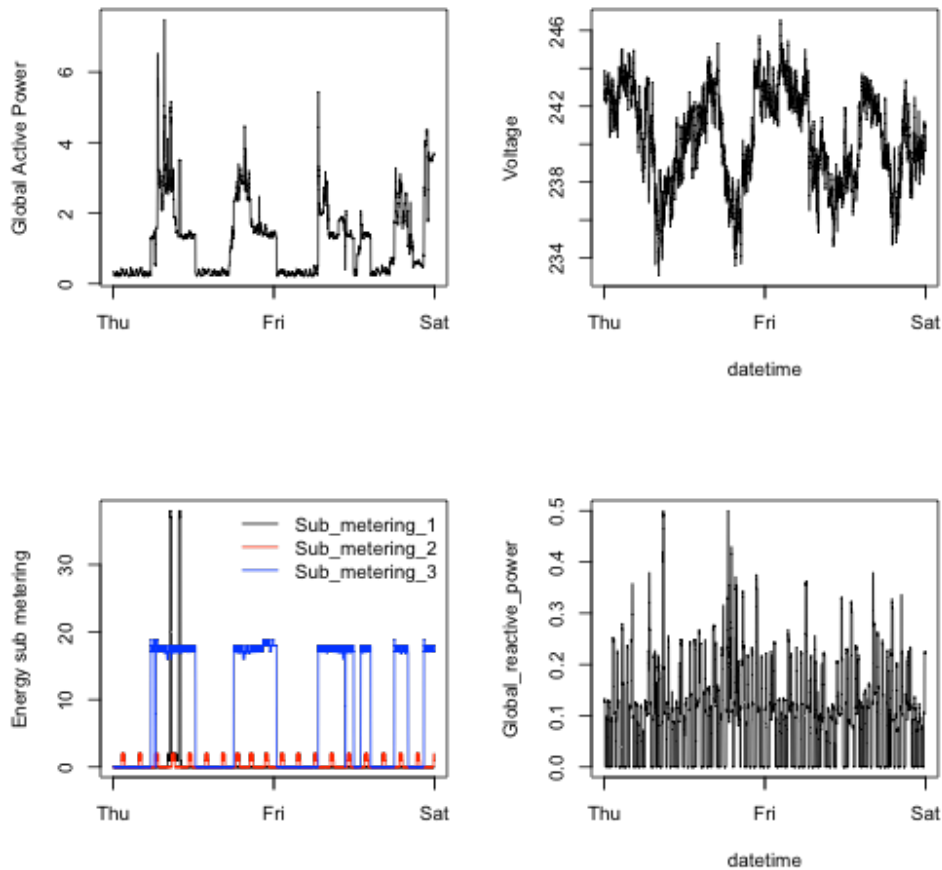 Global Active Power
6
4
2
0
Thu
Fri
Sat
Voltage
246
242
238
234
Thu
Fri
Sat
datetime
Energy sub metering
30
20
10
0
Sub_metering_1
Sub_metering_2
Sub_metering_3
Thu
Fri
Sat
Global_reactive_power
0.5
0.4
0.3
0.2
0.1
0.0
Thu
Fri
Sat
datetime